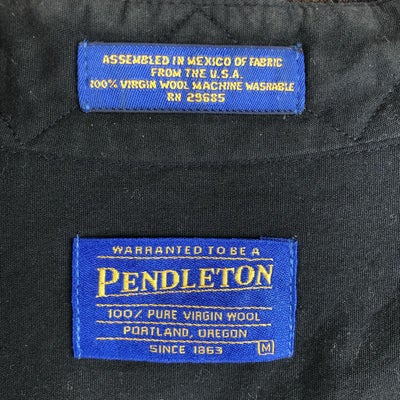 ASSEMBLED IN MEXICO OF FABRIC
FROM THE U.S.A.
100% VIRGIN WOOL MACHINE WASHABLE
RN 29685
WARRANTED TO BE A
PENDLETON
100% PURE VIRGIN WOOL
PORTLAND, OREGON
SINCE 1863 M